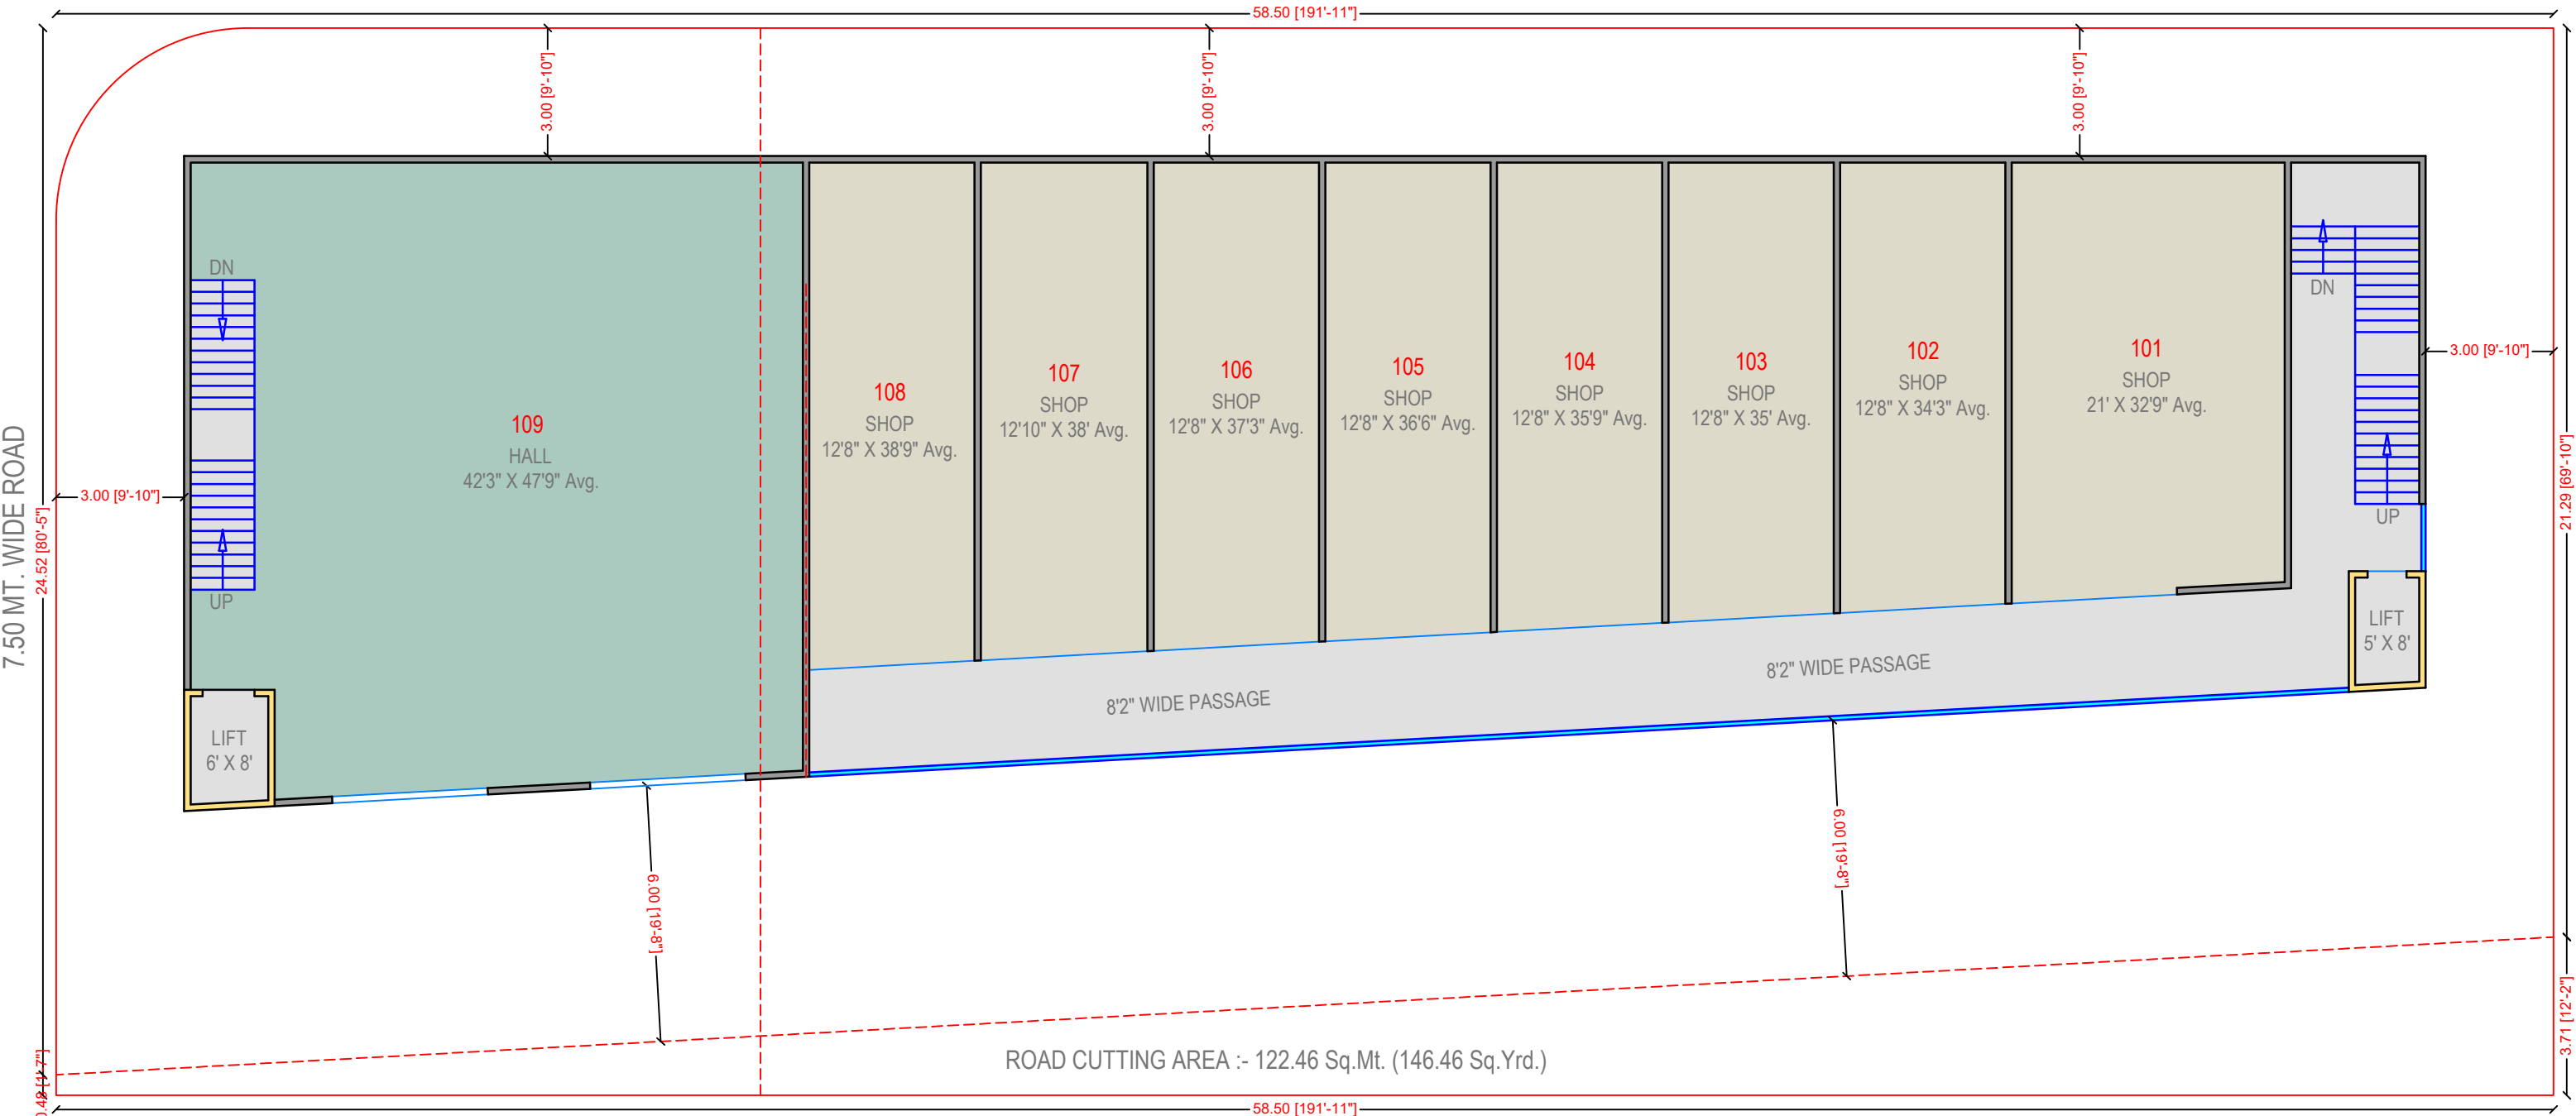 58.50 [191'-11"]
3.00 [9'-10"]
3.00 [9'-10"]
3.00 [9'-10"]
7.50 MT. WIDE ROAD
24.52 [80'-5"]
3.00 [9'-10"]
DN
UP
109
HALL
42'3" X 47'9" Avg.
LIFT
6' X 8'
108
SHOP
12'8" X 38'9" Avg.
107
SHOP
12'10" X 38' Avg.
106
SHOP
12'8" X 37'3" Avg.
105
SHOP
12'8" X 36'6" Avg.
104
SHOP
12'8" X 35'9" Avg.
103
SHOP
12'8" X 35' Avg.
102
SHOP
12'8" X 34'3" Avg.
101
SHOP
21' X 32'9" Avg.
DN
UP
LIFT
5' X 8'
3.00 [9'-10"]
21.29 [69'-10"]
8'2" WIDE PASSAGE
8'2" WIDE PASSAGE
6.00 [19'-8"]
6.00 [19'-8"]
3.71 [12'-2"]
0.48 [1'-7"]
ROAD CUTTING AREA :- 122.46 Sq.Mt. (146.46 Sq.Yrd.)
58.50 [191'-11"]